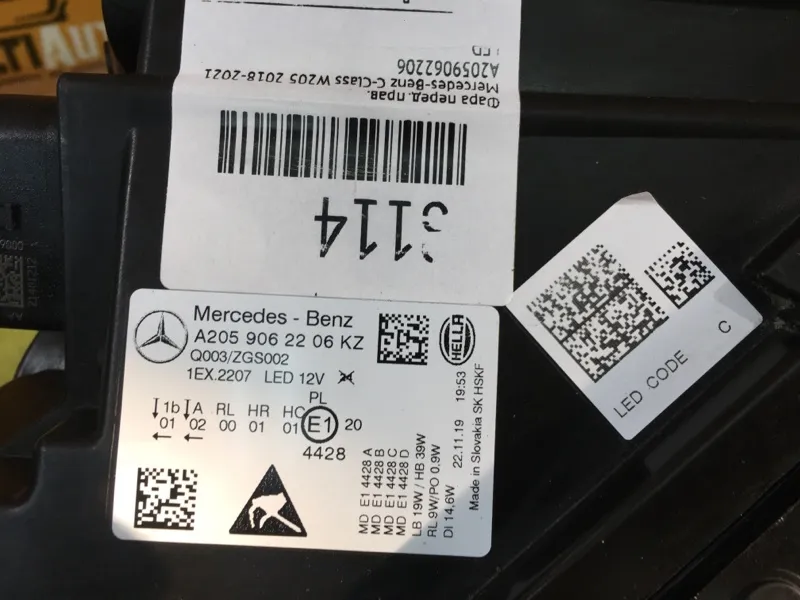 Фара перед. прав.
Mercedes-Benz C-Class W205 2018-2021
A2059062206
LED
3114
Mercedes - Benz
A205 906 22 06 KZ
Q003/ZGS002
1EX.2207 LED 12V
HELLA
PL
1b A RL HR HC
01 02 00 01 01 E1 20
4428
MD E1 4428 A
MD E1 4428 B
MD E1 4428 C
MD E1 4428 D
LB 19W / HB 39W
RL 9W/PO 0,9W
DI 14,6W
22.11.19 19:53
Made in Slovakia SK HSKF
LED CODE C